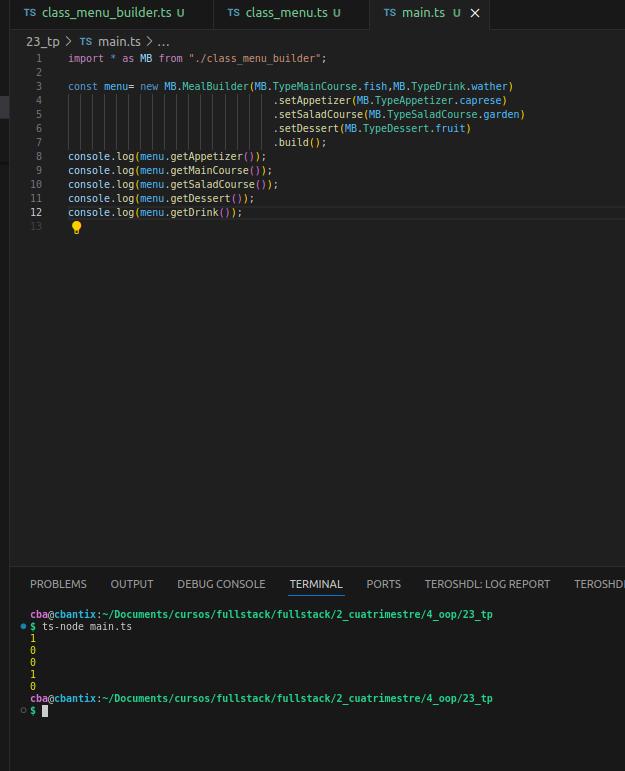 TS class_menu_builder.ts U TS class_menu.ts U TS main.ts U ×
23_tp > TS main.ts > ...
1 import * as MB from "./class_menu_builder";
2
3 const menu= new MB.MealBuilder(MB.TypeMainCourse.fish,MB.TypeDrink.wather)
4 .setAppetizer(MB.TypeAppetizer.caprese)
5 .setSaladCourse(MB.TypeSaladCourse.garden)
6 .setDessert(MB.TypeDessert.fruit)
7 .build();
8 console.log(menu.getAppetizer());
9 console.log(menu.getMainCourse());
10 console.log(menu.getSaladCourse());
11 console.log(menu.getDessert());
12 console.log(menu.getDrink());
13
PROBLEMS OUTPUT DEBUG CONSOLE TERMINAL PORTS TEROSHDL: LOG REPORT TEROSHD
cba@cbantix:~/Documents/cursos/fullstack/fullstack/2_cuatrimestre/4_oop/23_tp
$ ts-node main.ts
1
0
0
1
0
cba@cbantix:~/Documents/cursos/fullstack/fullstack/2_cuatrimestre/4_oop/23_tp
$